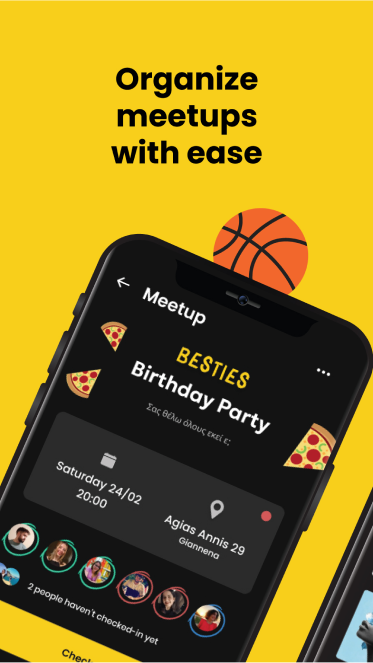 Organize
meetups
with ease
Meetup
BESTIES
Birthday Party
Σας θέλω όλους εκεί ε;
Saturday 24/02
20:00
Agias Annis 29
Giannena
2 people haven't checked-in yet